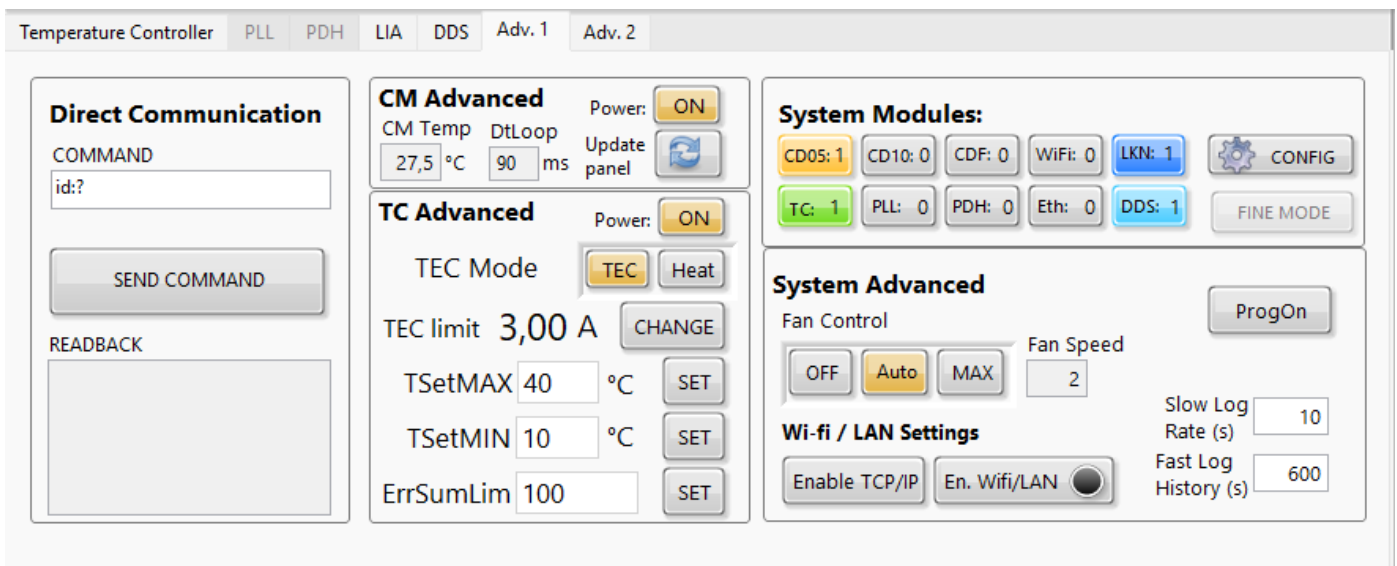 Temperature Controller PLL PDH LIA DDS Adv. 1 Adv. 2
Direct Communication
COMMAND
id:?
SEND COMMAND
READBACK
CM Advanced
Power: ON
CM Temp DtLoop
27,5 °C 90 ms
Update
panel
TC Advanced
Power: ON
TEC Mode TEC Heat
TEC limit 3,00 A CHANGE
TSetMAX 40 °C SET
TSetMIN 10 °C SET
ErrSumLim 100 SET
System Modules:
CD05: 1 CD10: 0 CDF: 0 WiFi: 0 LKN: 1 CONFIG
TC: 1 PLL: 0 PDH: 0 Eth: 0 DDS: 1 FINE MODE
System Advanced
ProgOn
Fan Control
Fan Speed
OFF Auto MAX 2
Slow Log
Rate (s) 10
Wi-fi / LAN Settings
Fast Log
History (s) 600
Enable TCP/IP En. Wifi/LAN